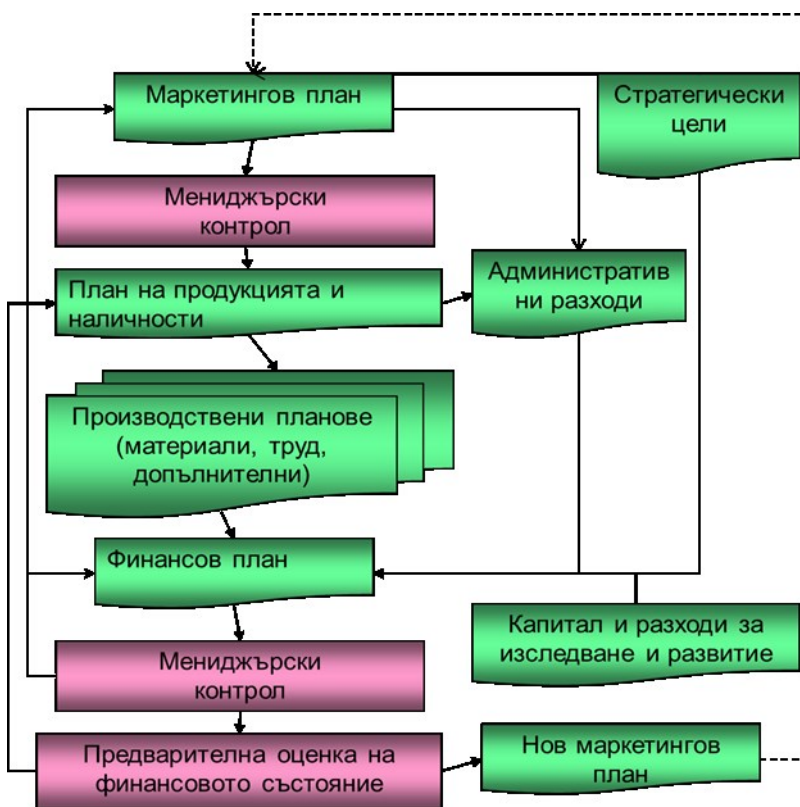 Маркетингов план
Стратегически
цели
Мениджърски
контрол
План на продукцията и
наличности
Административ
ни разходи
Производствени планове
(материали, труд,
допълнителни)
Финансов план
Капитал и разходи за
изследване и развитие
Мениджърски
контрол
Предварителна оценка на
финансовото състояние
Нов маркетингов
план